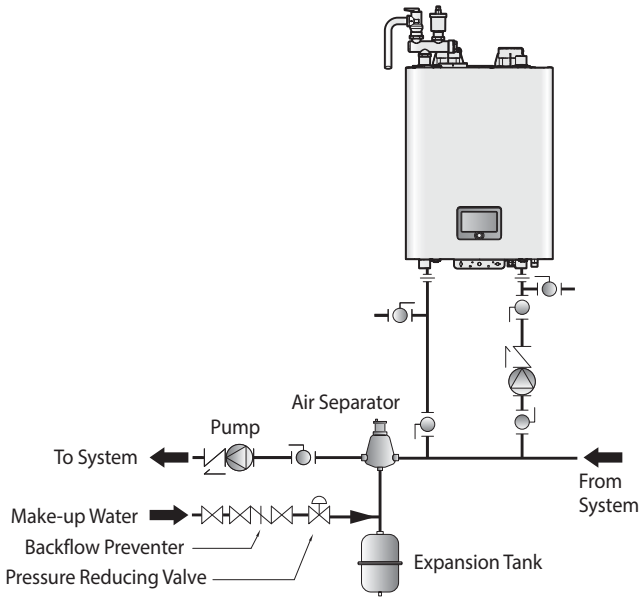 Air Separator
Pump
To System
From
System
Make-up Water
Backflow Preventer
Pressure Reducing Valve
Expansion Tank